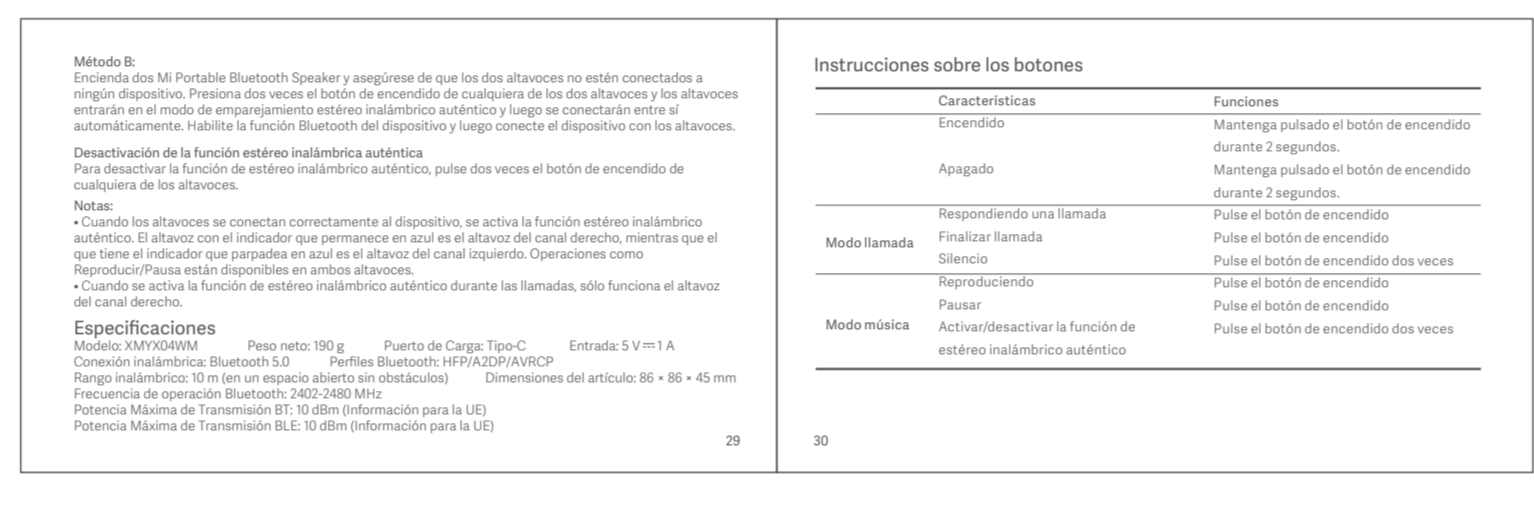 Método B:
Encienda dos Mi Portable Bluetooth Speaker y asegúrese de que los dos altavoces no estén conectados a
ningún dispositivo. Presiona dos veces el botón de encendido de cualquiera de los dos altavoces y los altavoces
entrarán en el modo de emparejamiento estéreo inalámbrico auténtico y luego se conectarán entre sí
automáticamente. Habilite la función Bluetooth del dispositivo y luego conecte el dispositivo con los altavoces.
Desactivación de la función estéreo inalámbrica auténtica
Para desactivar la función de estéreo inalámbrico auténtico, pulse dos veces el botón de encendido de
cualquiera de los altavoces.
Notas:
• Cuando los altavoces se conectan correctamente al dispositivo, se activa la función estéreo inalámbrico
auténtico. El altavoz con el indicador que permanece en azul es el altavoz del canal derecho, mientras que el
que tiene el indicador que parpadea en azul es el altavoz del canal izquierdo. Operaciones como
Reproducir/Pausa están disponibles en ambos altavoces.
• Cuando se activa la función de estéreo inalámbrico auténtico durante las llamadas, sólo funciona el altavoz
del canal derecho.
Especificaciones
Modelo: XMYX04WM Peso neto: 190 g Puerto de Carga: Tipo-C Entrada: 5 V⎓1 A
Conexión inalámbrica: Bluetooth 5.0 Perfiles Bluetooth: HFP/A2DP/AVRCP
Rango inalámbrico: 10 m (en un espacio abierto sin obstáculos) Dimensiones del artículo: 86 × 86 × 45 mm
Frecuencia de operación Bluetooth: 2402-2480 MHz
Potencia Máxima de Transmisión BT: 10 dBm (Información para la UE)
Potencia Máxima de Transmisión BLE: 10 dBm (Información para la UE)
29
Instrucciones sobre los botones
Características Funciones
Encendido Mantenga pulsado el botón de encendido
durante 2 segundos.
Apagado Mantenga pulsado el botón de encendido
durante 2 segundos.
Respondiendo una llamada Pulse el botón de encendido
Modo llamada Finalizar llamada Pulse el botón de encendido
Silencio Pulse el botón de encendido dos veces
Reproduciendo Pulse el botón de encendido
Pausar Pulse el botón de encendido
Modo música Activar/desactivar la función de Pulse el botón de encendido dos veces
estéreo inalámbrico auténtico
30